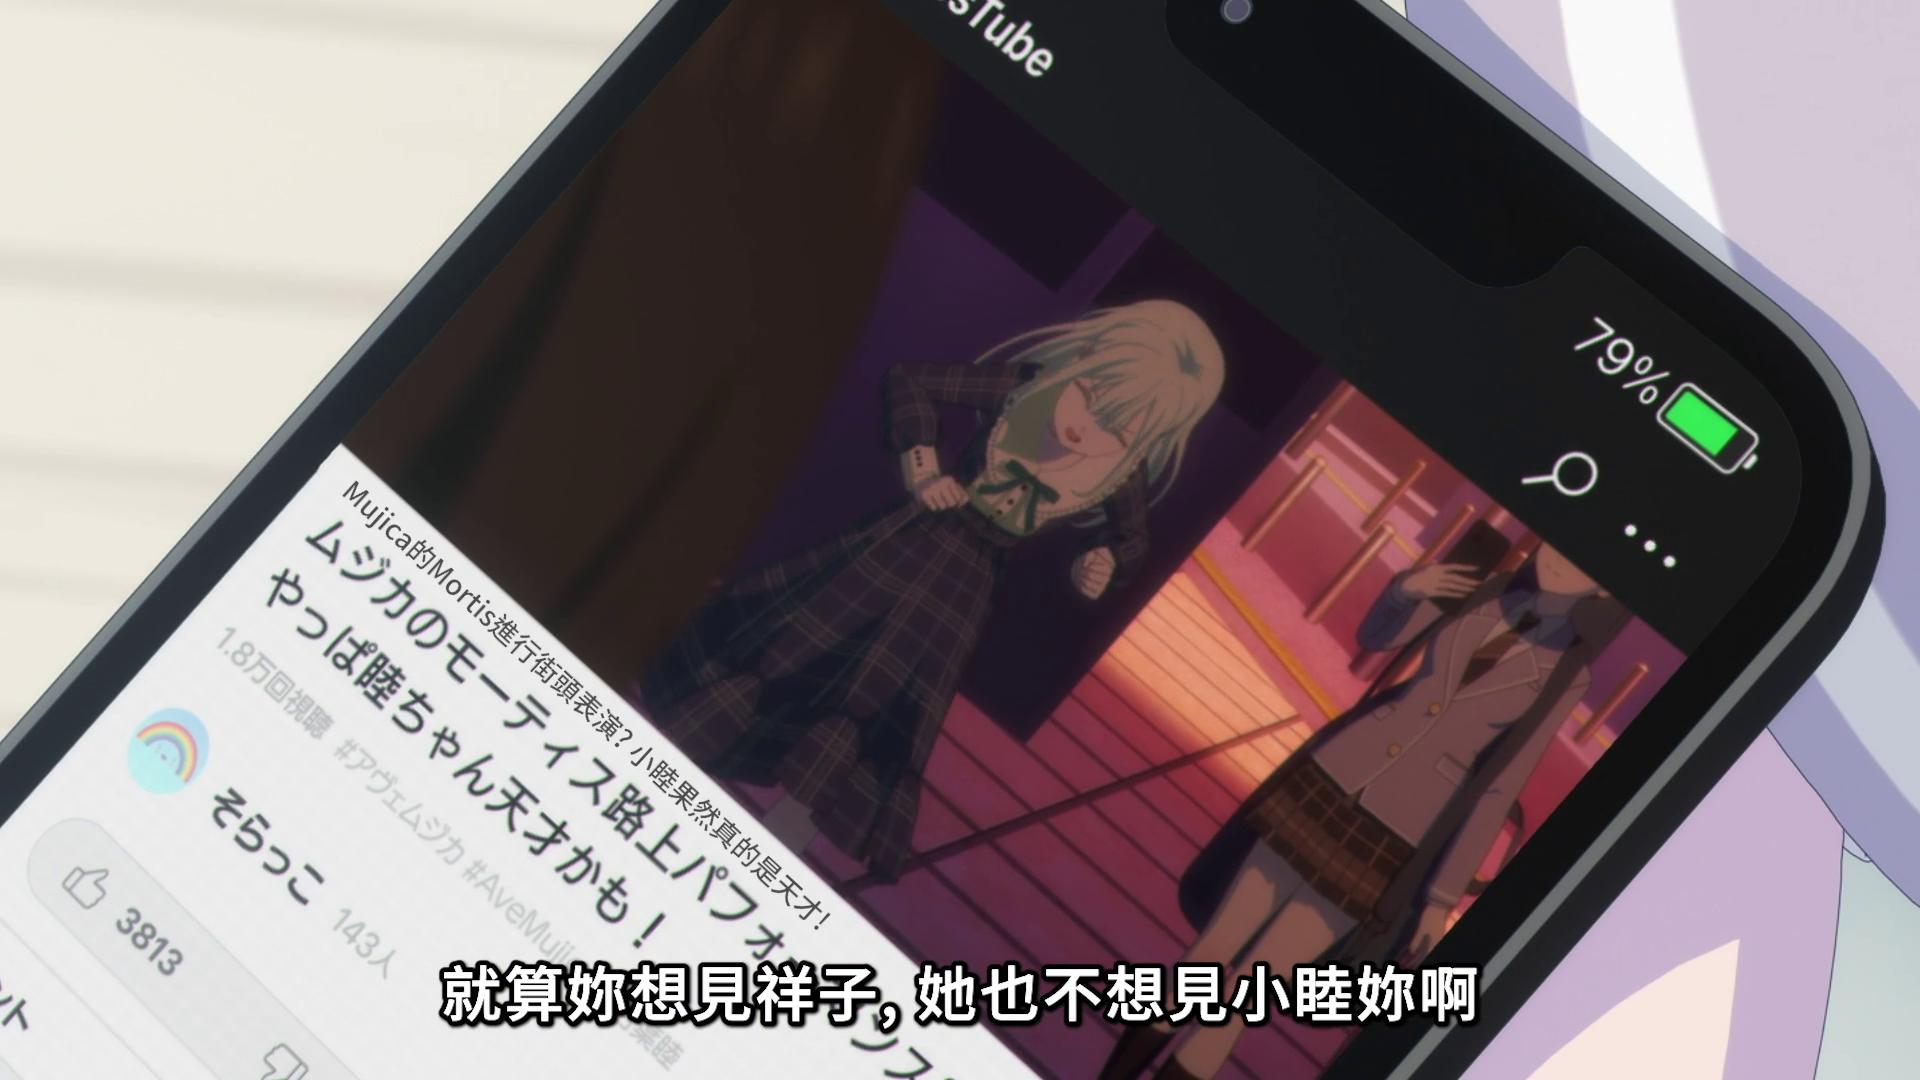 sTube
79%
Mujica的Mortis進行街頭表演?小睦果然真的是天才!
ムジカのモーティス路上パフォーマンス
やっぱ睦ちゃん天才かも！
1.8万回視聴 #アヴェムジカ #AveMujica
葉睦
そらっこ 143人
3813
ント
就算妳想見祥子,她也不想見小睦妳啊